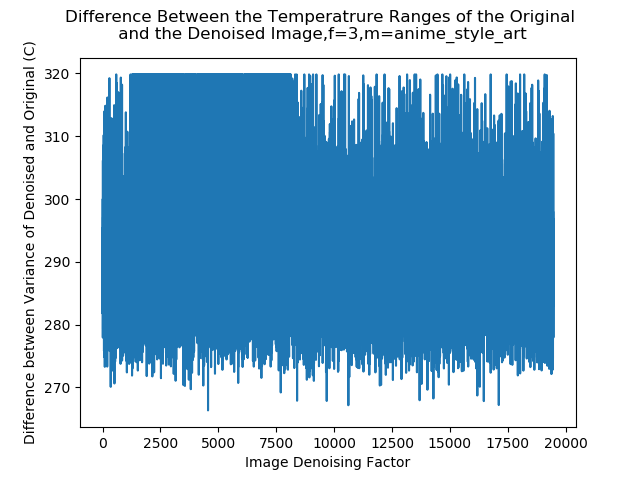 Difference Between the Temperatrure Ranges of the Original
and the Denoised Image,f=3,m=anime_style_art
Difference between Variance of Denoised and Original (C)
320
310
300
290
280
270
0 2500 5000 7500 10000 12500 15000 17500 20000
Image Denoising Factor